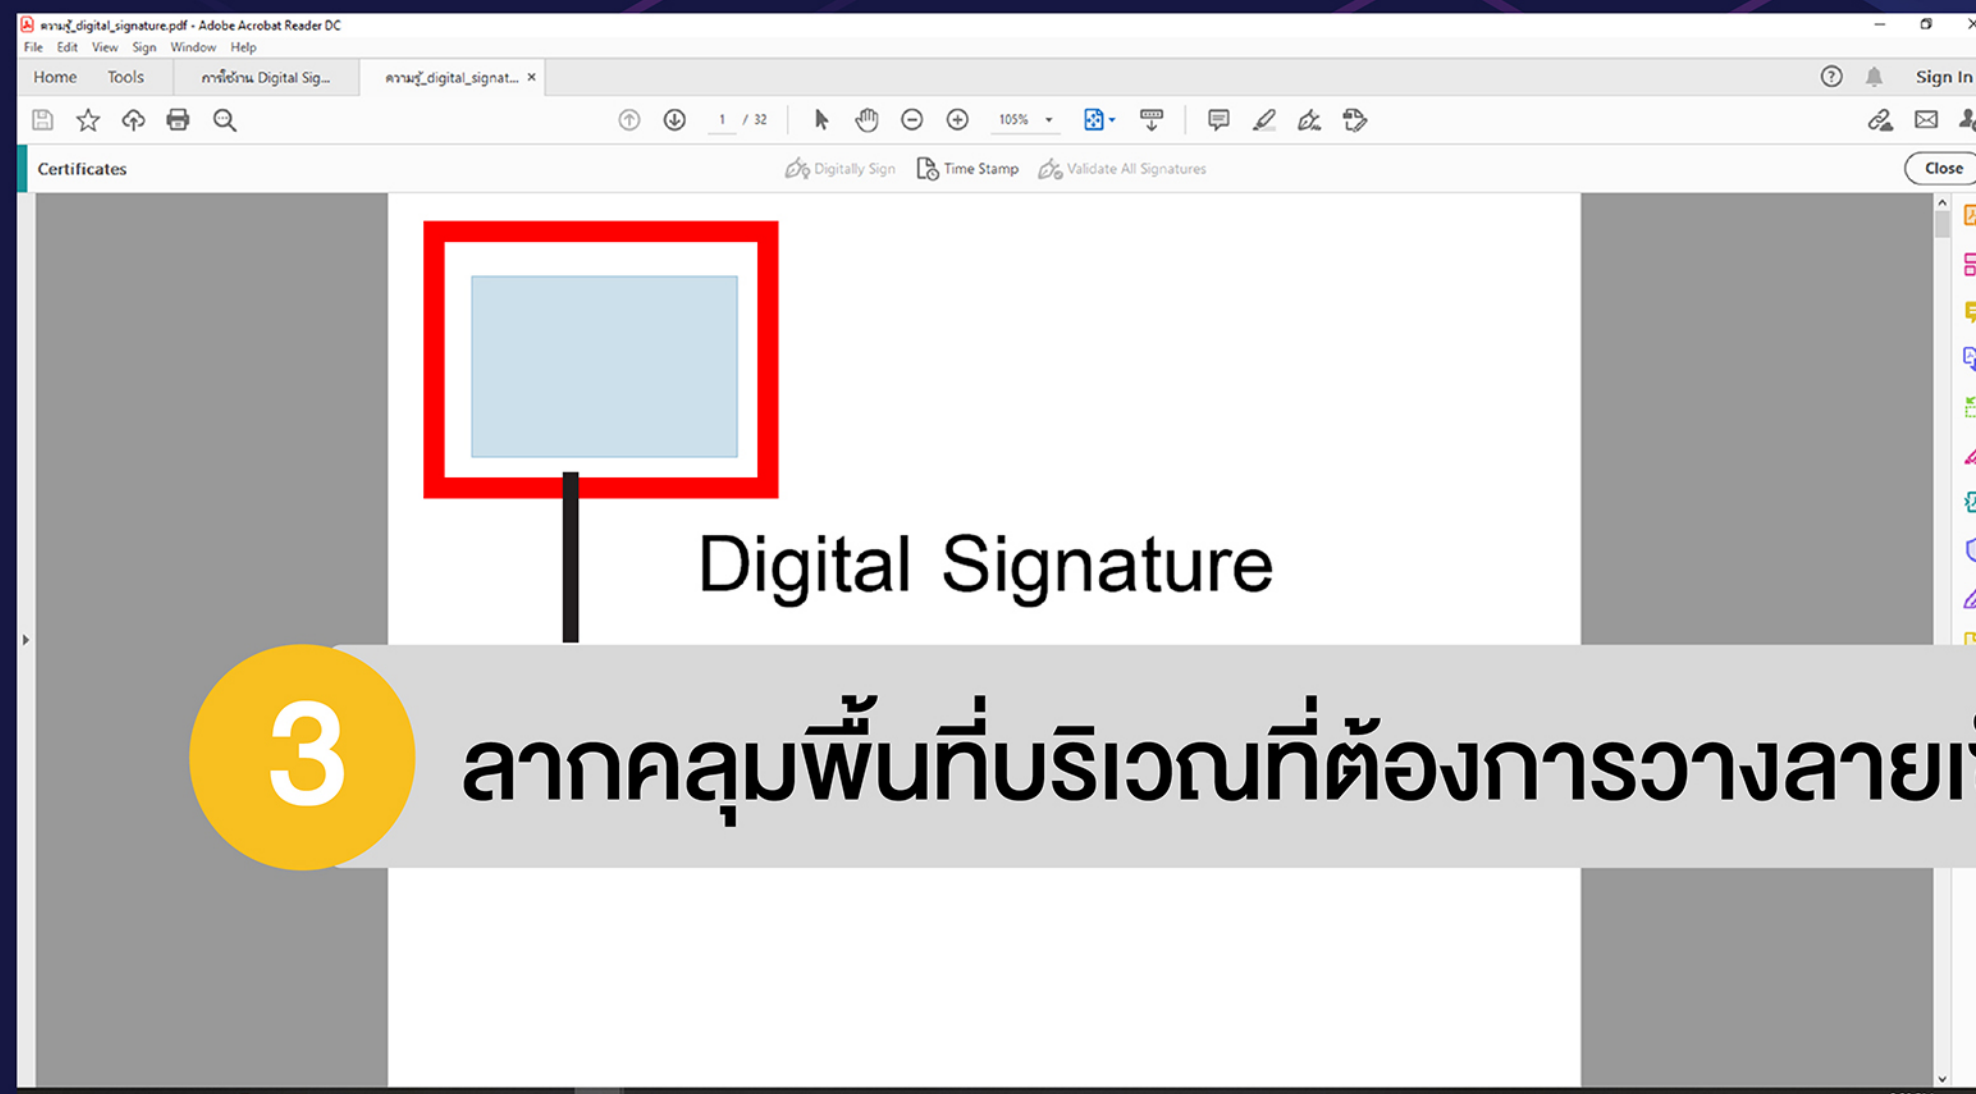 ความรู้_digital_signature.pdf - Adobe Acrobat Reader DC
File Edit View Sign Window Help
Home Tools การใช้งาน Digital Sig... ความรู้_digital_signat... × Sign In
1 / 32 105%
Certificates Digitally Sign Time Stamp Validate All Signatures Close
Digital Signature
3 ลากคลุมพื้นที่บริเวณที่ต้องการวางลาย